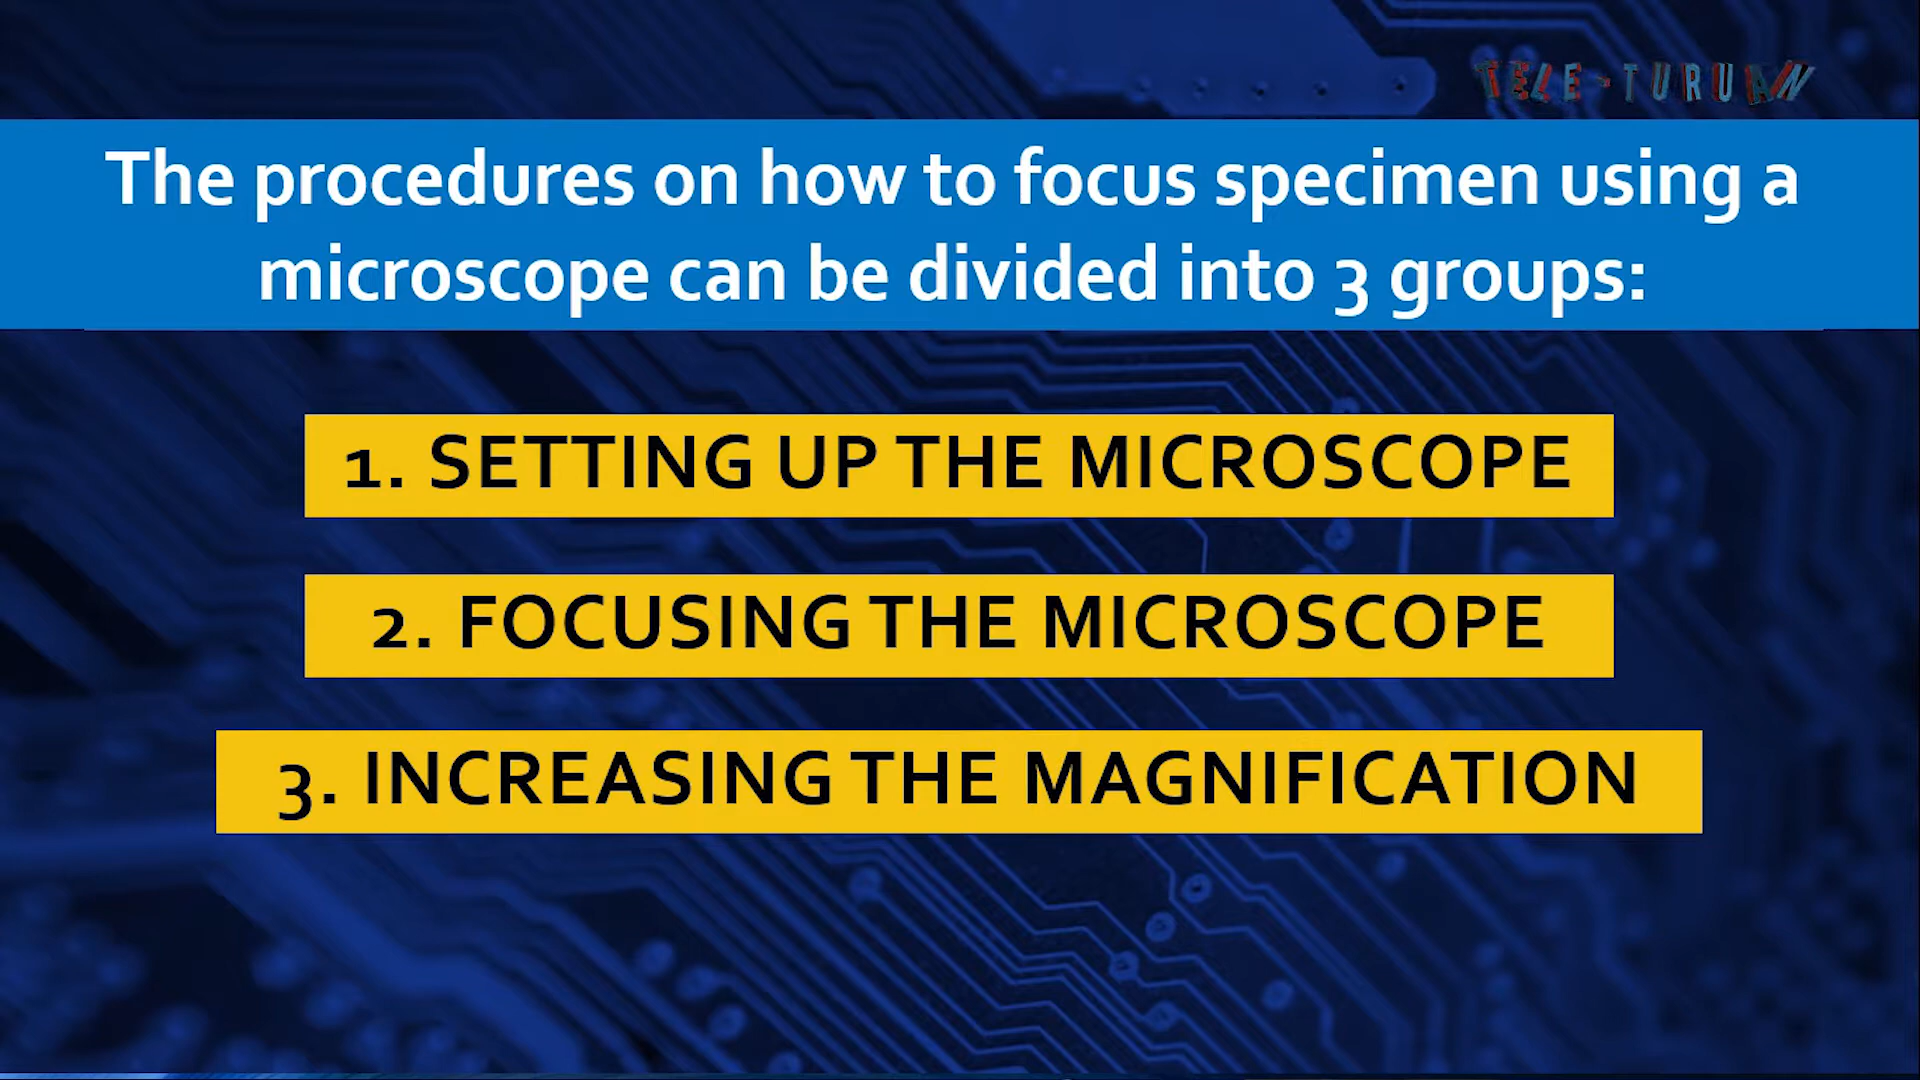 TELE-TURUAN
The procedures on how to focus specimen using a
microscope can be divided into 3 groups:
1. SETTING UP THE MICROSCOPE
2. FOCUSING THE MICROSCOPE
3. INCREASING THE MAGNIFICATION